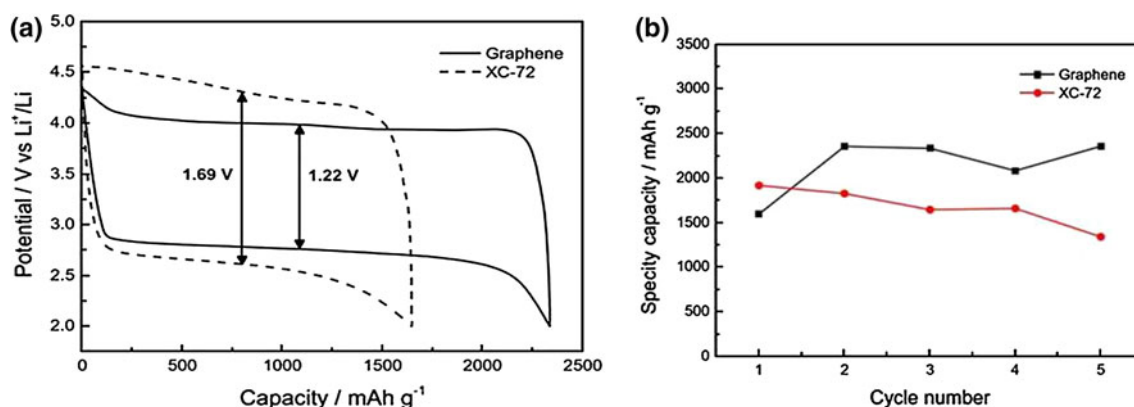 (a)
Potential / V vs Li⁺/Li
5.0
4.5
4.0
3.5
3.0
2.5
2.0
Graphene
XC-72
1.69 V
1.22 V
0
500
1000
1500
2000
2500
Capacity / mAh g⁻¹
(b)
Specity capacity / mAh g⁻¹
3500
3000
2500
2000
1500
1000
500
0
Graphene
XC-72
1
2
3
4
5
Cycle number